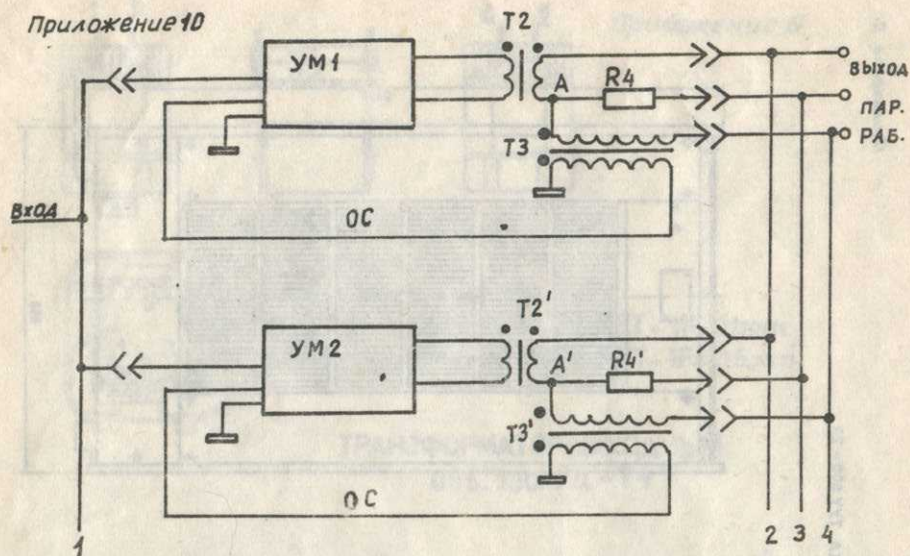 Приложение 10
УМ1
Т2
А
R4
ВЫХОД
ПАР.
РАБ.
Т3
ВХОД
ОС
УМ2
Т2'
А'
R4'
Т3'
ОС
1
2
3
4